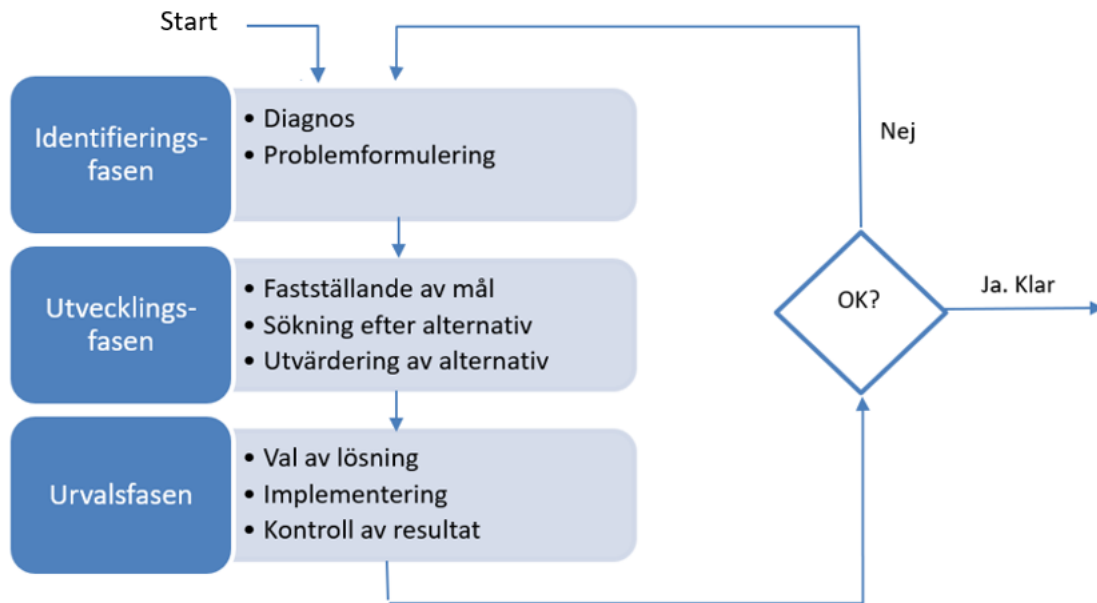 Start
Identifierings-
fasen
• Diagnos
• Problemformulering
Utvecklings-
fasen
• Fastställande av mål
• Sökning efter alternativ
• Utvärdering av alternativ
Urvalsfasen
• Val av lösning
• Implementering
• Kontroll av resultat
Nej
OK?
Ja. Klar